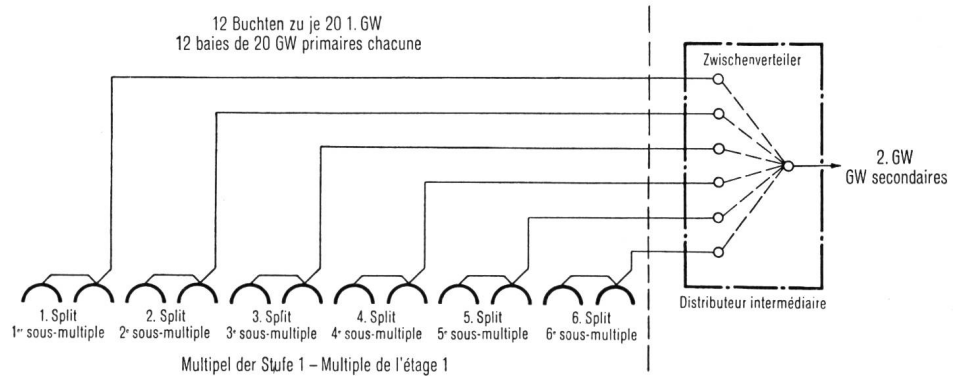 12 Buchten zu je 20 1. GW
12 baies de 20 GW primaires chacune
Zwischenverteiler
2. GW
GW secondaires
1. Split
1er sous-multiple
2. Split
2e sous-multiple
3. Split
3e sous-multiple
4. Split
4e sous-multiple
5. Split
5e sous-multiple
6. Split
6e sous-multiple
Distributeur intermédiaire
Multipel der Stufe 1 – Multiple de l'étage 1